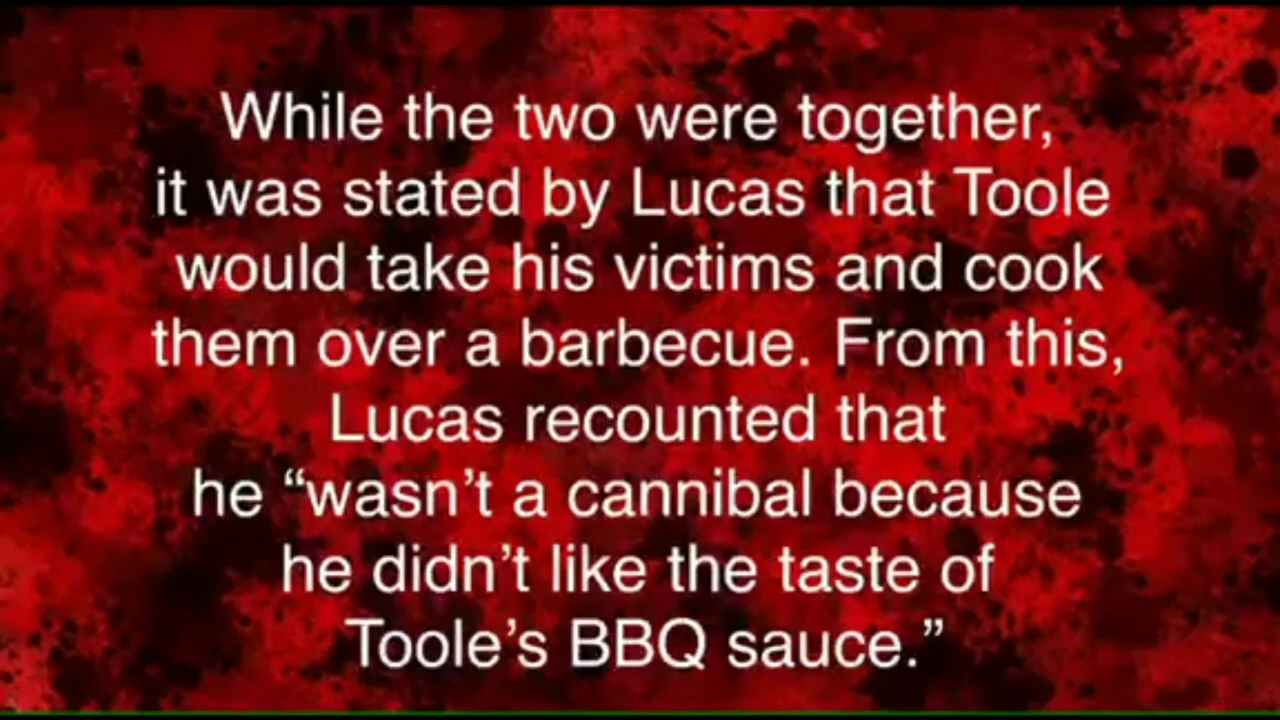 While the two were together,
it was stated by Lucas that Toole
would take his victims and cook
them over a barbecue. From this,
Lucas recounted that
he “wasn’t a cannibal because
he didn’t like the taste of
Toole’s BBQ sauce.”